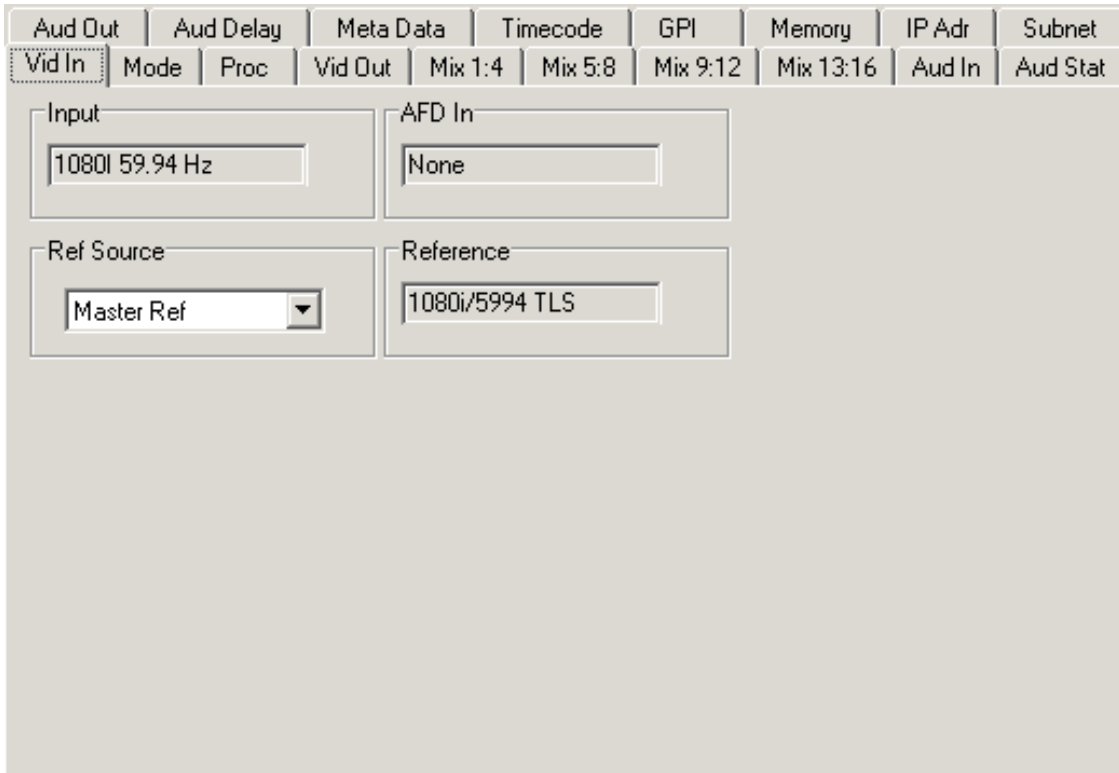 Aud Out Aud Delay Meta Data Timecode GPI Memory IP Adr Subnet
Vid In Mode Proc Vid Out Mix 1:4 Mix 5:8 Mix 9:12 Mix 13:16 Aud In Aud Stat
Input AFD In
1080I 59.94 Hz None
Ref Source Reference
Master Ref 1080i/5994 TLS